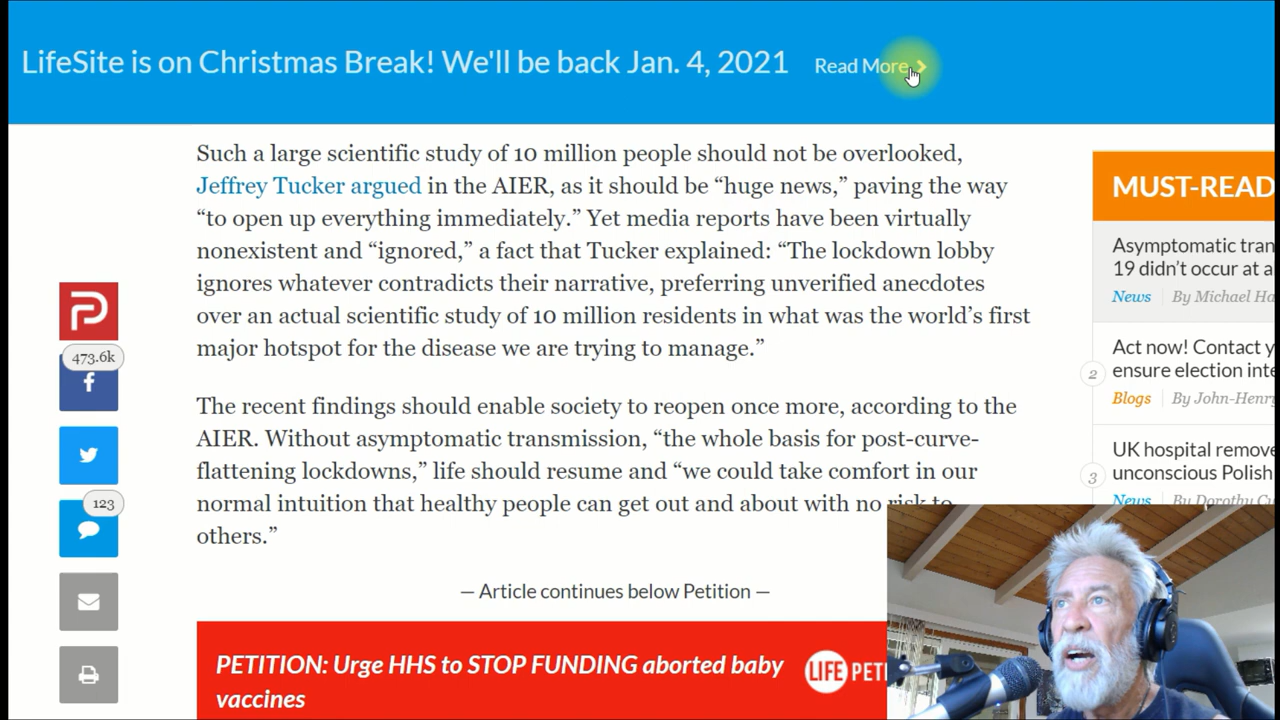 LifeSite is on Christmas Break! We'll be back Jan. 4, 2021 Read More
Such a large scientific study of 10 million people should not be overlooked,
Jeffrey Tucker argued in the AIER, as it should be “huge news,” paving the way
“to open up everything immediately.” Yet media reports have been virtually
nonexistent and “ignored,” a fact that Tucker explained: “The lockdown lobby
ignores whatever contradicts their narrative, preferring unverified anecdotes
over an actual scientific study of 10 million residents in what was the world’s first
major hotspot for the disease we are trying to manage.”
The recent findings should enable society to reopen once more, according to the
AIER. Without asymptomatic transmission, “the whole basis for post-curve-
flattening lockdowns,” life should resume and “we could take comfort in our
normal intuition that healthy people can get out and about with no risk to
others.”
— Article continues below Petition —
PETITION: Urge HHS to STOP FUNDING aborted baby
vaccines
LIFE PETI
473.6k
123
MUST-READ
Asymptomatic tran
19 didn’t occur at a
News By Michael Ha
2
Act now! Contact y
ensure election inte
Blogs By John-Henry
3
UK hospital remove
unconscious Polish
News By Dorothy Cu